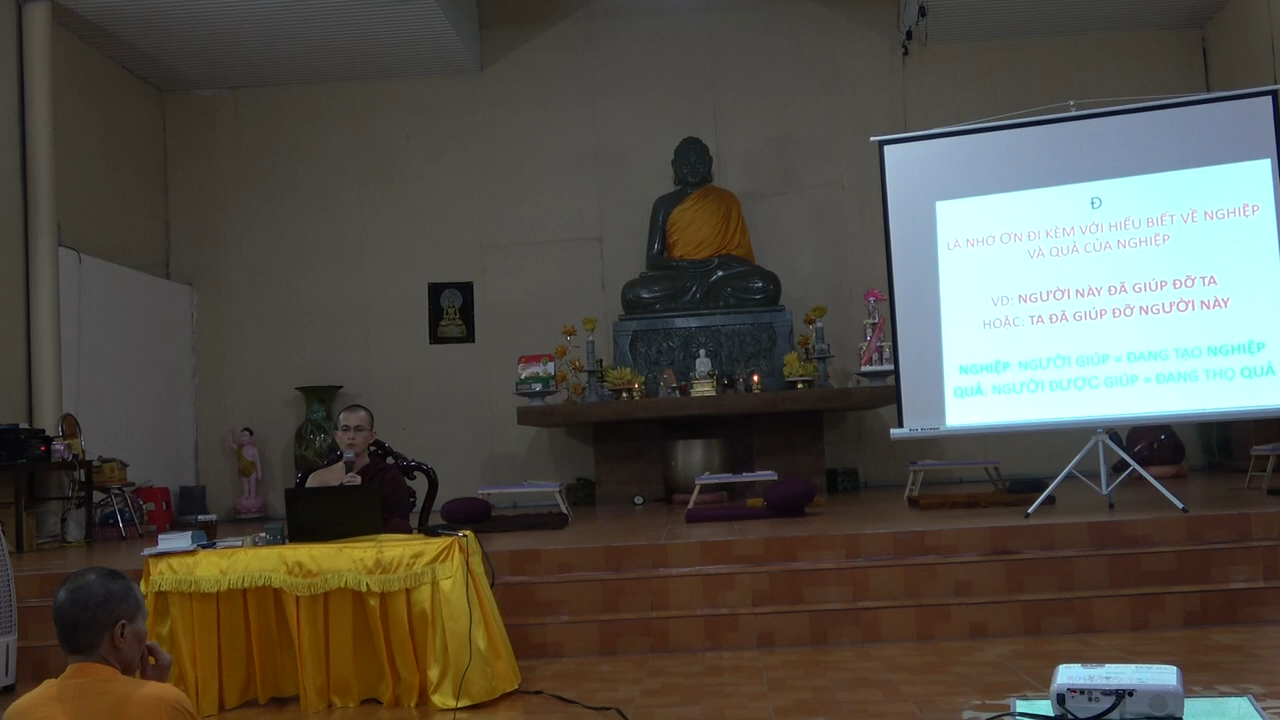 Đ
LÀ NHỚ ƠN ĐI KÈM VỚI HIỂU BIẾT VỀ NGHIỆP
VÀ QUẢ CỦA NGHIỆP
VD: NGƯỜI NÀY ĐÃ GIÚP ĐỠ TA
HOẶC: TA ĐÃ GIÚP ĐỠ NGƯỜI NÀY
NGHIỆP: NGƯỜI GIÚP = ĐANG TẠO NGHIỆP
QUẢ: NGƯỜI ĐƯỢC GIÚP = ĐANG THỌ QUẢ